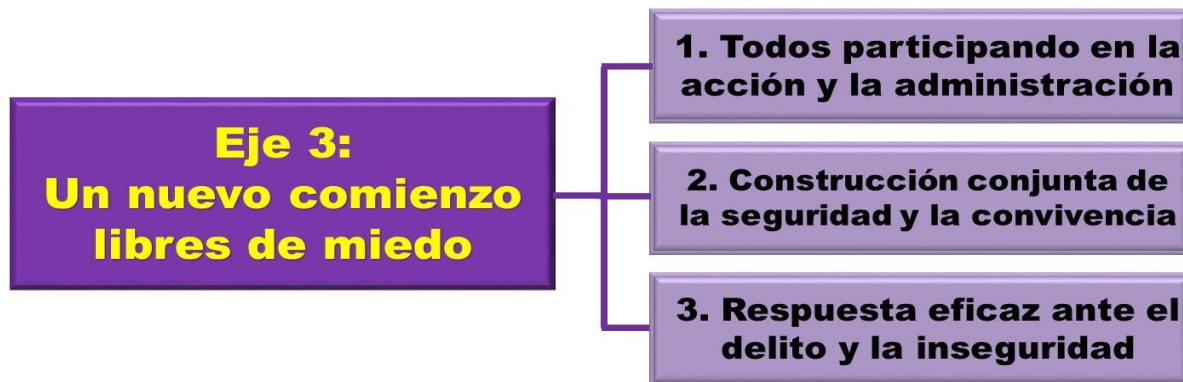 Eje 3:
Un nuevo comienzo
libres de miedo
1. Todos participando en la
acción y la administración
2. Construcción conjunta de
la seguridad y la convivencia
3. Respuesta eficaz ante el
delito y la inseguridad